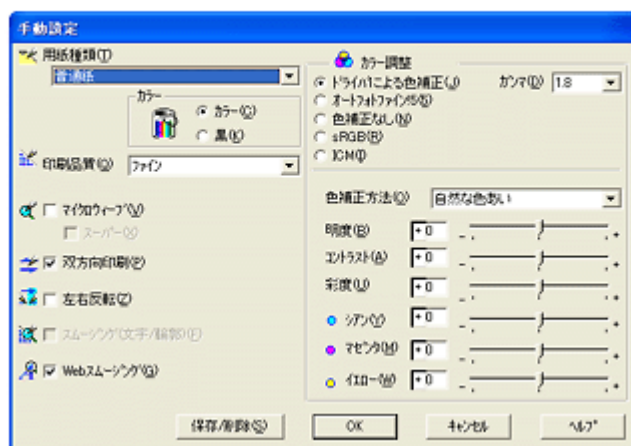 手動設定
用紙種類(T)
普通紙
カラー
カラー(C)
黒(K)
印刷品質(Q) ファイン
マイクロウィーブ(V)
スーパー(X)
双方向印刷(P)
左右反転(Z)
スムージング(文字/輪郭)(F)
Webスムージング(G)
カラー調整
ドライバによる色補正(J)
オートフォトファイン!5(5)
色補正なし(N)
sRGB(R)
ICM(I)
ガンマ(D) 1.8
色補正方法(O) 自然な色あい
明度(B) +0 - +
コントラスト(A) +0 - +
彩度(U) +0 - +
シアン(Y) +0 - +
マゼンタ(M) +0 - +
イエロー(W) +0 - +
保存/削除(S) OK キャンセル ヘルプ